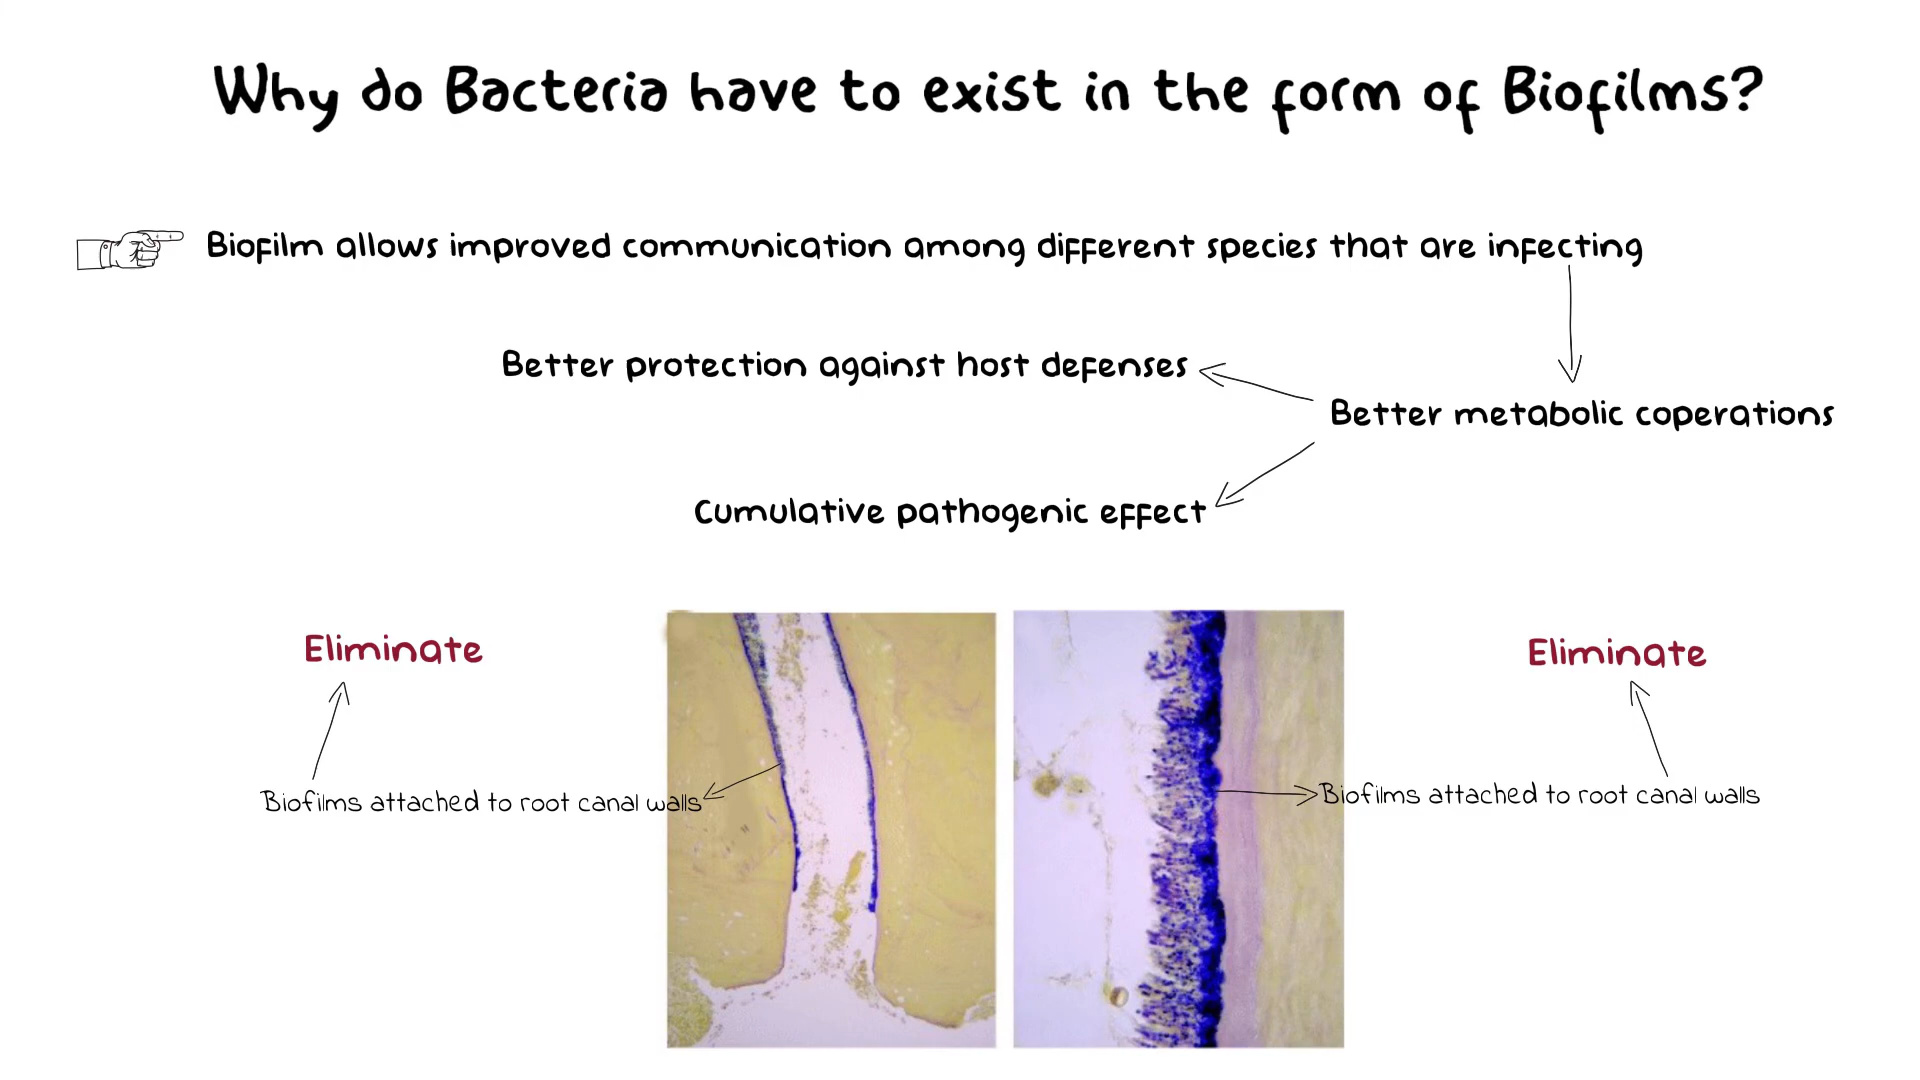 Why do Bacteria have to exist in the form of Biofilms?
Biofilm allows improved communication among different species that are infecting
Better protection against host defenses
Better metabolic coperations
Cumulative pathogenic effect
Eliminate
Eliminate
Biofilms attached to root canal walls
Biofilms attached to root canal walls